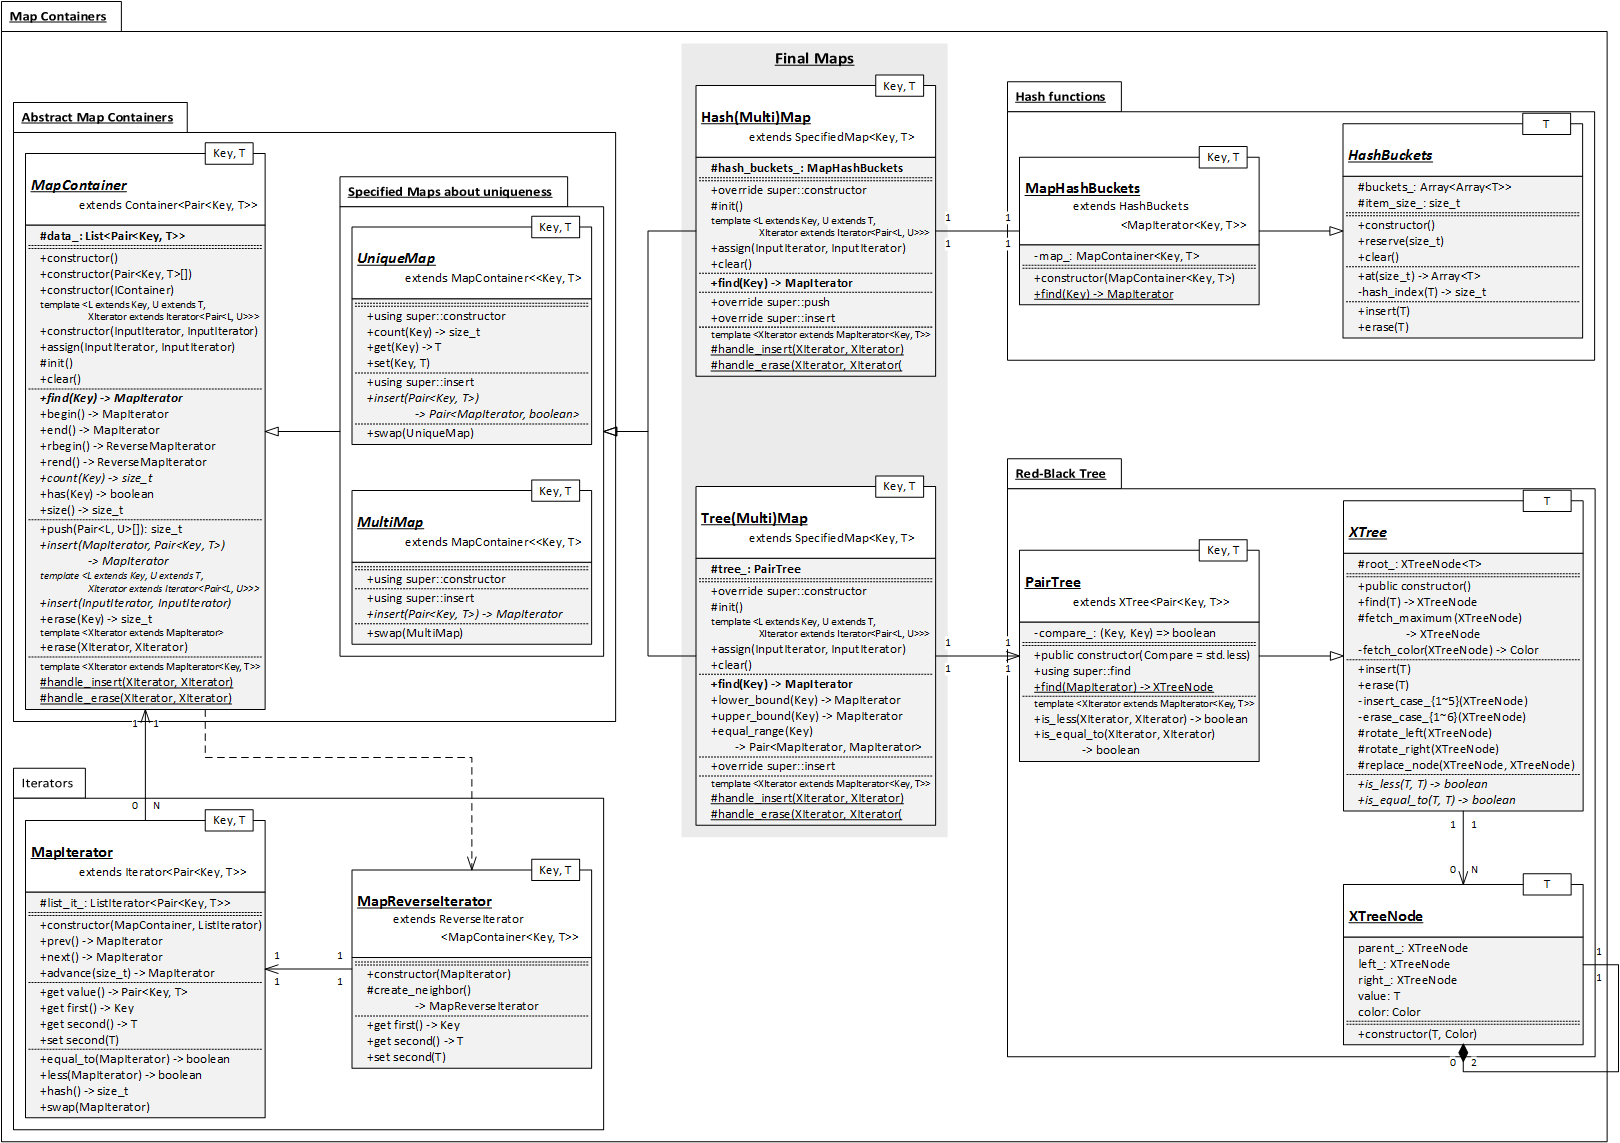 Map Containers
Abstract Map Containers
Key, T
MapContainer
extends Container<Pair<Key, T>>
#data_: List<Pair<Key, T>>
+constructor()
+constructor(Pair<Key, T>[])
+constructor(IContainer)
template <L extends Key, U extends T,
XIterator extends Iterator<Pair<L, U>>>
+constructor(InputIterator, InputIterator)
+assign(InputIterator, InputIterator)
#init()
+clear()
+find(Key) -> MapIterator
+begin() -> MapIterator
+end() -> MapIterator
+rbegin() -> ReverseMapIterator
+rend() -> ReverseMapIterator
+count(Key) -> size_t
+has(Key) -> boolean
+size() -> size_t
+push(Pair<L, U>[]): size_t
+insert(MapIterator, Pair<Key, T>)
-> MapIterator
template <L extends Key, U extends T,
XIterator extends Iterator<Pair<L, U>>>
+insert(InputIterator, InputIterator)
+erase(Key) -> size_t
template <XIterator extends MapIterator>
+erase(XIterator, XIterator)
template <XIterator extends MapIterator<Key, T>>
#handle_insert(XIterator, XIterator)
#handle_erase(XIterator, XIterator)
Specified Maps about uniqueness
Key, T
UniqueMap
extends MapContainer<<Key, T>
+using super::constructor
+count(Key) -> size_t
+get(Key) -> T
+set(Key, T)
+using super::insert
+insert(Pair<Key, T>)
-> Pair<MapIterator, boolean>
+swap(UniqueMap)
Key, T
MultiMap
extends MapContainer<<Key, T>
+using super::constructor
+using super::insert
+insert(Pair<Key, T>) -> MapIterator
+swap(MultiMap)
Final Maps
Key, T
Hash(Multi)Map
extends SpecifiedMap<Key, T>
#hash_buckets_: MapHashBuckets
+override super::constructor
#init()
template <L extends Key, U extends T,
XIterator extends Iterator<Pair<L, U>>>
+assign(InputIterator, InputIterator)
+clear()
+find(Key) -> MapIterator
+override super::push
+override super::insert
template <XIterator extends MapIterator<Key, T>>
#handle_insert(XIterator, XIterator)
#handle_erase(XIterator, XIterator(
Key, T
Tree(Multi)Map
extends SpecifiedMap<Key, T>
#tree_: PairTree
+override super::constructor
#init()
template <L extends Key, U extends T,
XIterator extends Iterator<Pair<L, U>>>
+assign(InputIterator, InputIterator)
+clear()
+find(Key) -> MapIterator
+lower_bound(Key) -> MapIterator
+upper_bound(Key) -> MapIterator
+equal_range(Key)
-> Pair<MapIterator, MapIterator>
+override super::insert
template <XIterator extends MapIterator<Key, T>>
#handle_insert(XIterator, XIterator)
#handle_erase(XIterator, XIterator(
1 1
1 1
Hash functions
Key, T
MapHashBuckets
extends HashBuckets
<MapIterator<Key, T>>
-map_: MapContainer<Key, T>
+constructor(MapContainer<Key, T>)
+find(Key) -> MapIterator
T
HashBuckets
#buckets_: Array<Array<T>>
#item_size_: size_t
+constructor()
+reserve(size_t)
+clear()
+at(size_t) -> Array<T>
-hash_index(T) -> size_t
+insert(T)
+erase(T)
1 1
1 1
Red-Black Tree
Key, T
PairTree
extends XTree<Pair<Key, T>>
-compare_: (Key, Key) => boolean
+public constructor(Compare = std.less)
+using super::find
+find(MapIterator) -> XTreeNode
template <XIterator extends MapIterator<Key, T>>
+is_less(XIterator, XIterator) -> boolean
+is_equal_to(XIterator, XIterator)
-> boolean
T
XTree
#root_: XTreeNode<T>
+public constructor()
+find(T) -> XTreeNode
#fetch_maximum (XTreeNode)
-> XTreeNode
-fetch_color(XTreeNode) -> Color
+insert(T)
+erase(T)
-insert_case_{1~5}(XTreeNode)
-erase_case_{1~6}(XTreeNode)
#rotate_left(XTreeNode)
#rotate_right(XTreeNode)
#replace_node(XTreeNode, XTreeNode)
+is_less(T, T) -> boolean
+is_equal_to(T, T) -> boolean
1 1
0 N
T
XTreeNode
parent_: XTreeNode
left_: XTreeNode
right_: XTreeNode
value: T
color: Color
+constructor(T, Color)
1
1
0 2
1 1
0 N
Iterators
Key, T
MapIterator
extends Iterator<Pair<Key, T>>
#list_it_: ListIterator<Pair<Key, T>>
+constructor(MapContainer, ListIterator)
+prev() -> MapIterator
+next() -> MapIterator
+advance(size_t) -> MapIterator
+get value() -> Pair<Key, T>
+get first() -> Key
+get second() -> T
+set second(T)
+equal_to(MapIterator) -> boolean
+less(MapIterator) -> boolean
+hash() -> size_t
+swap(MapIterator)
1 1
1 1
Key, T
MapReverseIterator
extends ReverseIterator
<MapContainer<Key, T>>
+constructor(MapIterator)
#create_neighbor()
-> MapReverseIterator
+get first() -> Key
+get second() -> T
+set second(T)